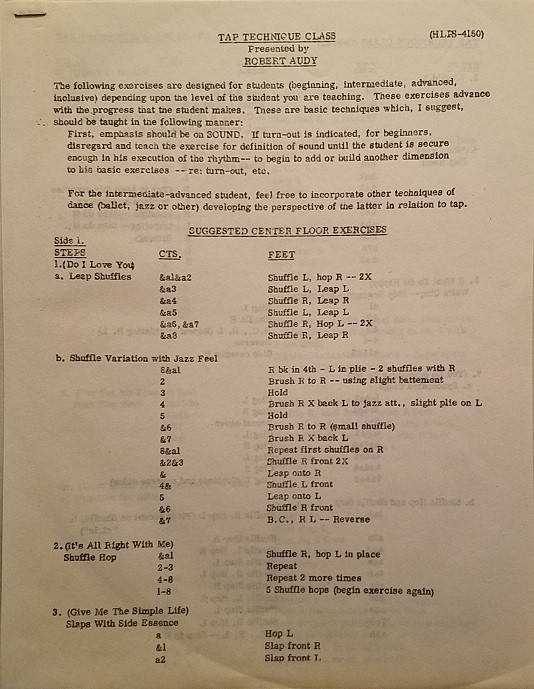 TAP TECHNIQUE CLASS (HLPS-4160)
Presented by
ROBERT AUDY
The following exercises are designed for students (beginning, intermediate, advanced,
inclusive) depending upon the level of the student you are teaching. These exercises advance
with the progress that the student makes. These are basic techniques which, I suggest,
should be taught in the following manner:
First, emphasis should be on SOUND. If turn-out is indicated, for beginners,
disregard and teach the exercise for definition of sound until the student is secure
enough in his execution of the rhythm-- to begin to add or build another dimension
to his basic exercises -- re: turn-out, etc.
For the intermediate-advanced student, feel free to incorporate other techniques of
dance (ballet, jazz or other) developing the perspective of the latter in relation to tap.
SUGGESTED CENTER FLOOR EXERCISES
Side 1.
STEPS CTS. FEET
1.(Do I Love You)
a. Leap Shuffles &a1&a2 Shuffle L, hop R -- 2X
&a3 Shuffle L, Leap L
&a4 Shuffle R, Leap R
&a5 Shuffle L, Leap L
&a6, &a7 Shuffle R, Hop L -- 2X
&a8 Shuffle R, Leap R
b. Shuffle Variation with Jazz Feel
8&a1 R bk in 4th - L in plie - 2 shuffles with R
2 Brush R to R -- using slight battement
3 Hold
4 Brush R X back L to jazz att., slight plie on L
5 Hold
&6 Brush R to R (small shuffle)
&7 Brush R X back L
8&a1 Repeat first shuffles on R
&2&3 Shuffle R front 2X
& Leap onto R
4& Shuffle L front
5 Leap onto L
&6 Shuffle R front
&7 B.C., R L -- Reverse
2.(It's All Right With Me)
Shuffle Hop &a1 Shuffle R, hop L in place
2-3 Repeat
4-8 Repeat 2 more times
1-8 5 Shuffle hops (begin exercise again)
3. (Give Me The Simple Life)
Slaps With Side Essence
a Hop L
&1 Slap front R
a2 Slap front L